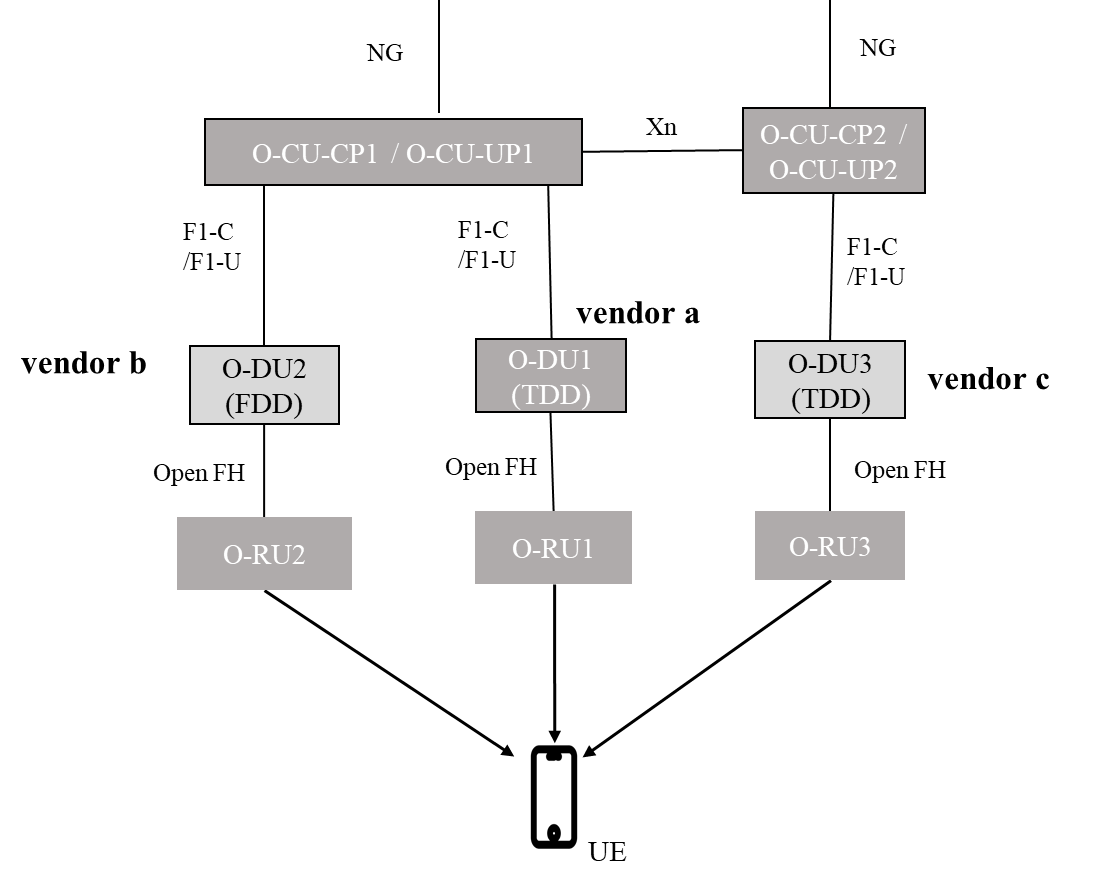 NG
NG
O-CU-CP1 / O-CU-UP1
Xn
O-CU-CP2 /
O-CU-UP2
F1-C
/F1-U
F1-C
/F1-U
F1-C
/F1-U
vendor a
vendor b
O-DU2
(FDD)
O-DU1
(TDD)
O-DU3
(TDD)
vendor c
Open FH
Open FH
Open FH
O-RU2
O-RU1
O-RU3
UE